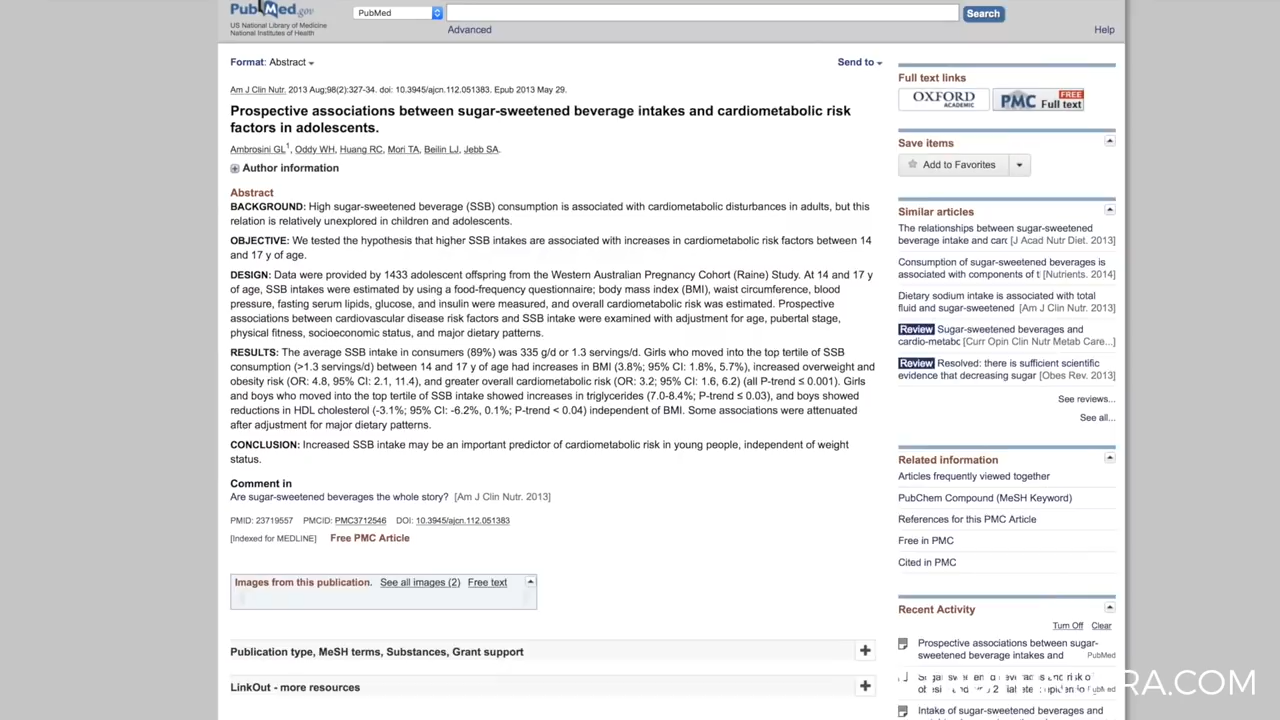 PubMed.gov
US National Library of Medicine
National Institutes of Health
PubMed
Search
Advanced
Help
Format: Abstract
Send to
Am J Clin Nutr. 2013 Aug;98(2):327-34. doi: 10.3945/ajcn.112.051383. Epub 2013 May 29.
Prospective associations between sugar-sweetened beverage intakes and cardiometabolic risk
factors in adolescents.
Ambrosini GL1, Oddy WH, Huang RC, Mori TA, Beilin LJ, Jebb SA.
Author information
Abstract
BACKGROUND: High sugar-sweetened beverage (SSB) consumption is associated with cardiometabolic disturbances in adults, but this
relation is relatively unexplored in children and adolescents.
OBJECTIVE: We tested the hypothesis that higher SSB intakes are associated with increases in cardiometabolic risk factors between 14
and 17 y of age.
DESIGN: Data were provided by 1433 adolescent offspring from the Western Australian Pregnancy Cohort (Raine) Study. At 14 and 17 y
of age, SSB intakes were estimated by using a food-frequency questionnaire; body mass index (BMI), waist circumference, blood
pressure, fasting serum lipids, glucose, and insulin were measured, and overall cardiometabolic risk was estimated. Prospective
associations between cardiovascular disease risk factors and SSB intake were examined with adjustment for age, pubertal stage,
physical fitness, socioeconomic status, and major dietary patterns.
RESULTS: The average SSB intake in consumers (89%) was 335 g/d or 1.3 servings/d. Girls who moved into the top tertile of SSB
consumption (>1.3 servings/d) between 14 and 17 y of age had increases in BMI (3.8%; 95% CI: 1.8%, 5.7%), increased overweight and
obesity risk (OR: 4.8, 95% CI: 2.1, 11.4), and greater overall cardiometabolic risk (OR: 3.2; 95% CI: 1.6, 6.2) (all P-trend ≤ 0.001). Girls
and boys who moved into the top tertile of SSB intake showed increases in triglycerides (7.0-8.4%; P-trend ≤ 0.03), and boys showed
reductions in HDL cholesterol (-3.1%; 95% CI: -6.2%, 0.1%; P-trend < 0.04) independent of BMI. Some associations were attenuated
after adjustment for major dietary patterns.
CONCLUSION: Increased SSB intake may be an important predictor of cardiometabolic risk in young people, independent of weight
status.
Comment in
Are sugar-sweetened beverages the whole story? [Am J Clin Nutr. 2013]
PMID: 23719557 PMCID: PMC3712546 DOI: 10.3945/ajcn.112.051383
[Indexed for MEDLINE] Free PMC Article
Images from this publication. See all images (2) Free text
Publication type, MeSH terms, Substances, Grant support
LinkOut - more resources
Full text links
OXFORD
ACADEMIC
PMC FREE
Full text
Save items
Add to Favorites
Similar articles
The relationships between sugar-sweetened
beverage intake and card [J Acad Nutr Diet. 2013]
Consumption of sugar-sweetened beverages is
associated with components of t [Nutrients. 2014]
Dietary sodium intake is associated with total
fluid and sugar-sweetened [Am J Clin Nutr. 2013]
Review Sugar-sweetened beverages and
cardio-metabc [Curr Opin Clin Nutr Metab Care...]
Review Resolved: there is sufficient scientific
evidence that decreasing sugar [Obes Rev. 2013]
See reviews...
See all...
Related information
Articles frequently viewed together
PubChem Compound (MeSH Keyword)
References for this PMC Article
Free in PMC
Cited in PMC
Recent Activity
Turn Off Clear
Prospective associations between sugar-
sweetened beverage intakes and PubMed
PubMed
Intake of sugar-sweetened beverages and
RA.COM